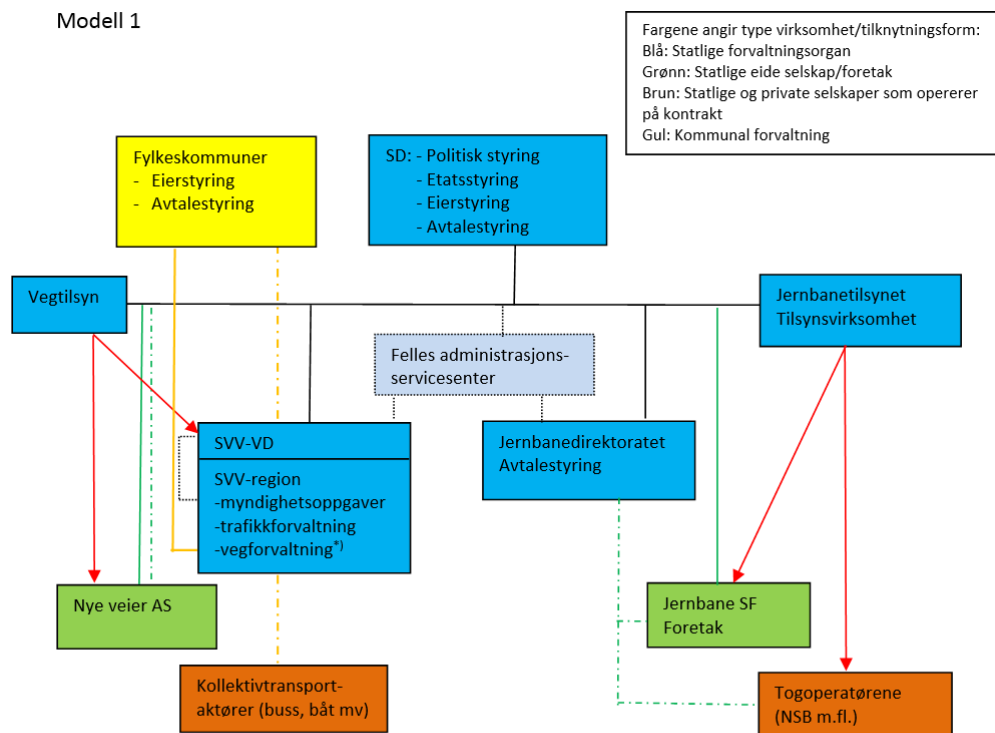 Modell 1
Fargene angir type virksomhet/tilknytningsform:
Blå: Statlige forvaltningsorgan
Grønn: Statlige eide selskap/foretak
Brun: Statlige og private selskaper som opererer
på kontrakt
Gul: Kommunal forvaltning
Fylkeskommuner
- Eierstyring
- Avtalestyring
SD: - Politisk styring
- Etatsstyring
- Eierstyring
- Avtalestyring
Vegtilsyn
Jernbanetilsynet
Tilsynsvirksomhet
Felles administrasjons-
servicesenter
SVV-VD
SVV-region
-myndighetsoppgaver
-trafikkforvaltning
-vegforvaltning*)
Jernbanedirektoratet
Avtalestyring
Nye veier AS
Jernbane SF
Foretak
Kollektivtransport-
aktører (buss, båt mv)
Togoperatørene
(NSB m.fl.)